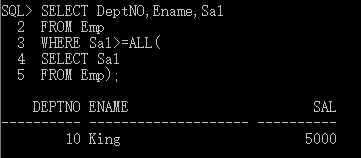 SQL> SELECT DeptNO,Ename,Sal
  2  FROM Emp
  3  WHERE Sal>=ALL(
  4  SELECT Sal
  5  FROM Emp);
    DEPTNO ENAME                       SAL
---------- -------------------- ----------
        10 King                       5000